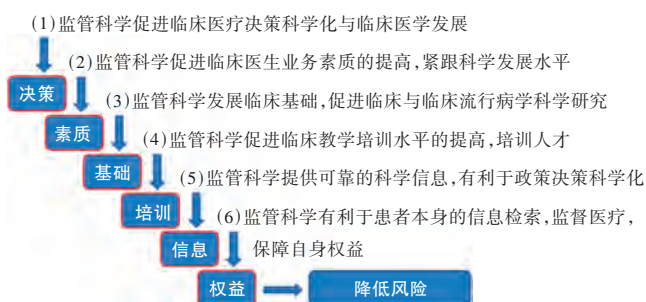 (1)监管科学促进临床医疗决策科学化与临床医学发展
(2)监管科学促进临床医生业务素质的提高,紧跟科学发展水平
决策
(3)监管科学发展临床基础,促进临床与临床流行病学科学研究
素质
(4)监管科学促进临床教学培训水平的提高,培训人才
基础
(5)监管科学提供可靠的科学信息,有利于政策决策科学化
培训
(6)监管科学有利于患者本身的信息检索,监督医疗,
信息
保障自身权益
权益
降低风险